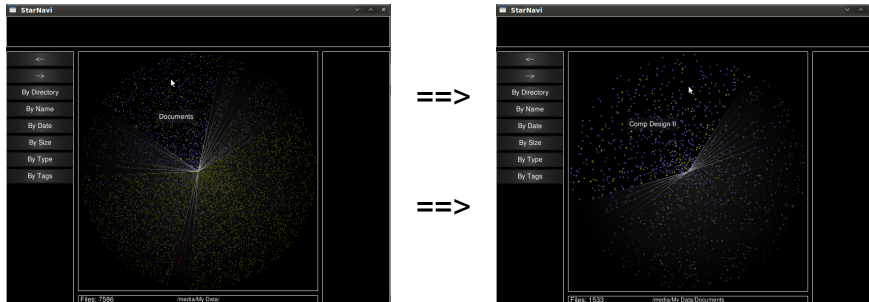 StarNavi
<--
-->
By Directory
By Name
By Date
By Size
By Type
By Tags
Documents
Files: 7586 /media/My Data/
==>
==>
StarNavi
<--
-->
By Directory
By Name
By Date
By Size
By Type
By Tags
Comp Design II
Files: 1533 /media/My Data/Documents